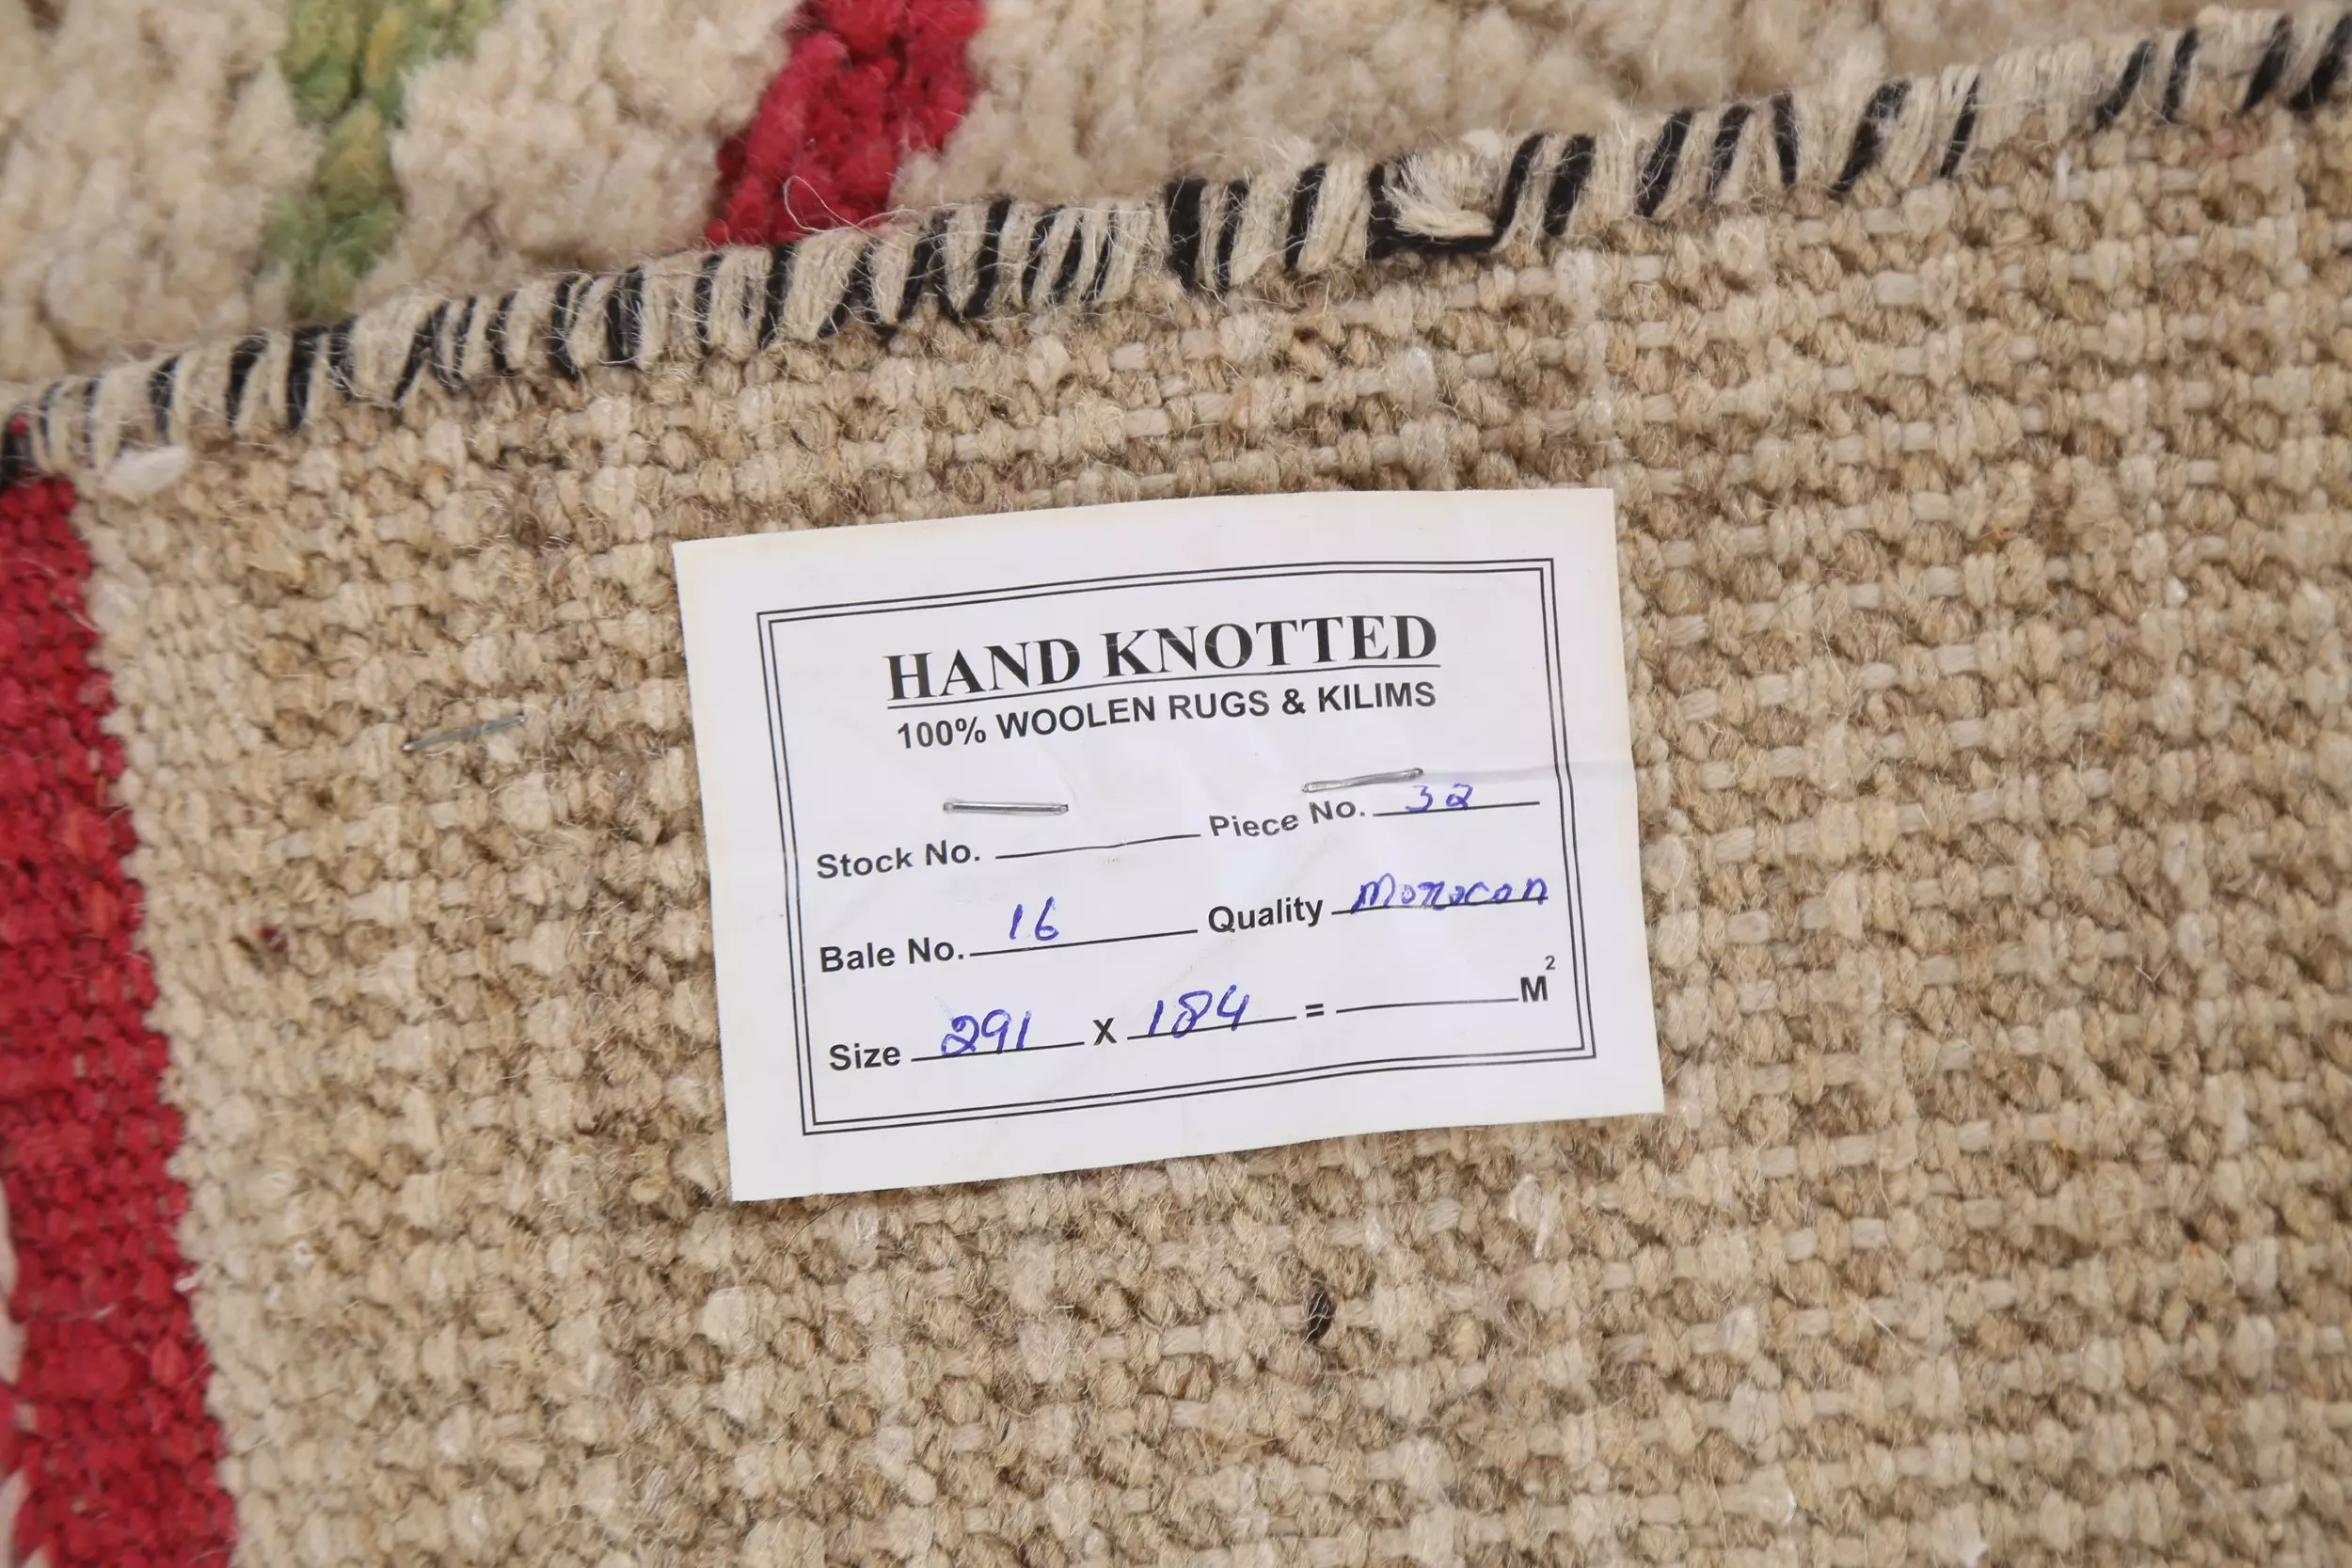 HAND KNOTTED
100% WOOLEN RUGS & KILIMS
Stock No. Piece No. 32
Bale No. 16 Quality Morrocon
Size 291 X 184 = M²